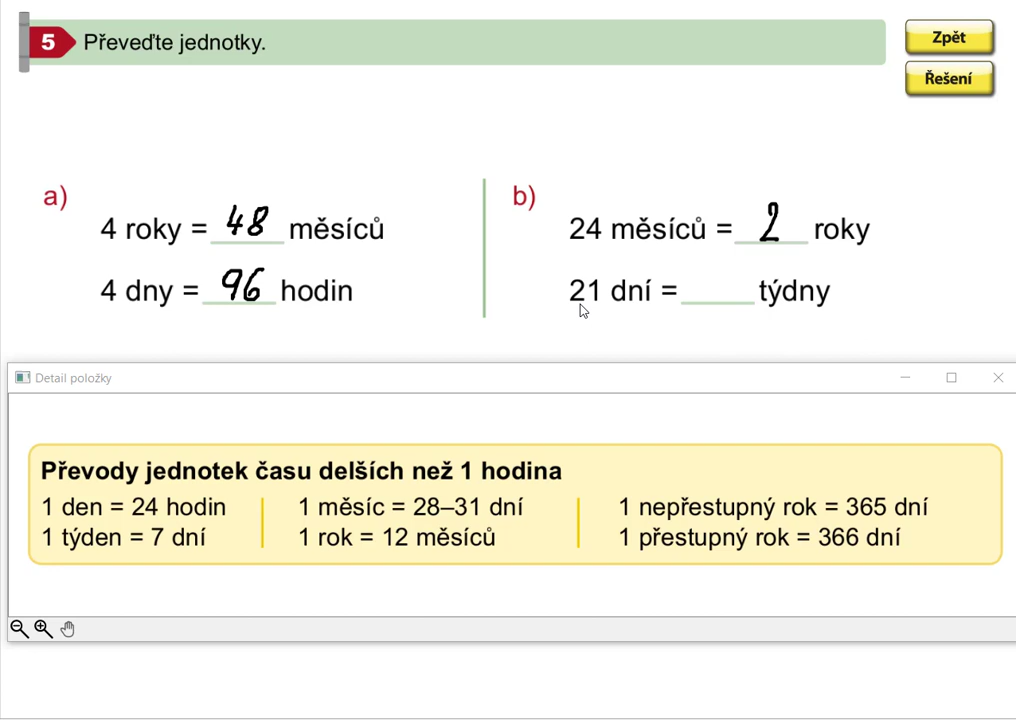 5 Převeďte jednotky.
Zpět
Řešení
a)
4 roky = 48 měsíců
4 dny = 96 hodin
b)
24 měsíců = 2 roky
21 dní = _____ týdny
Detail položky
Převody jednotek času delších než 1 hodina
1 den = 24 hodin
1 týden = 7 dní
1 měsíc = 28–31 dní
1 rok = 12 měsíců
1 nepřestupný rok = 365 dní
1 přestupný rok = 366 dní